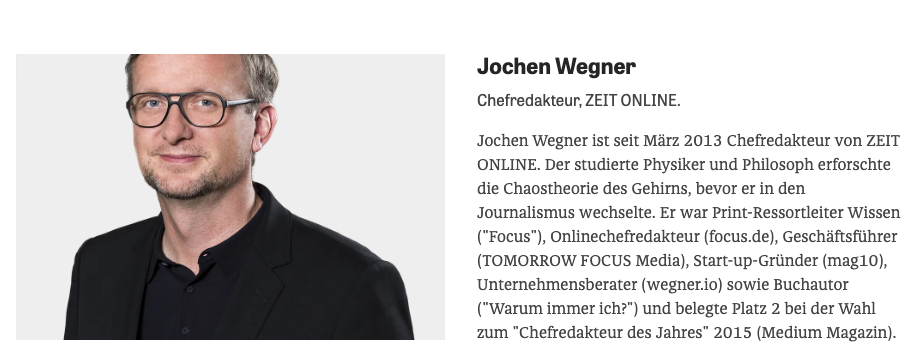 Jochen Wegner
Chefredakteur, ZEIT ONLINE.
Jochen Wegner ist seit März 2013 Chefredakteur von ZEIT
ONLINE. Der studierte Physiker und Philosoph erforschte
die Chaostheorie des Gehirns, bevor er in den
Journalismus wechselte. Er war Print-Ressortleiter Wissen
("Focus"), Onlinechefredakteur (focus.de), Geschäftsführer
(TOMORROW FOCUS Media), Start-up-Gründer (mag10),
Unternehmensberater (wegner.io) sowie Buchautor
("Warum immer ich?") und belegte Platz 2 bei der Wahl
zum "Chefredakteur des Jahres" 2015 (Medium Magazin).